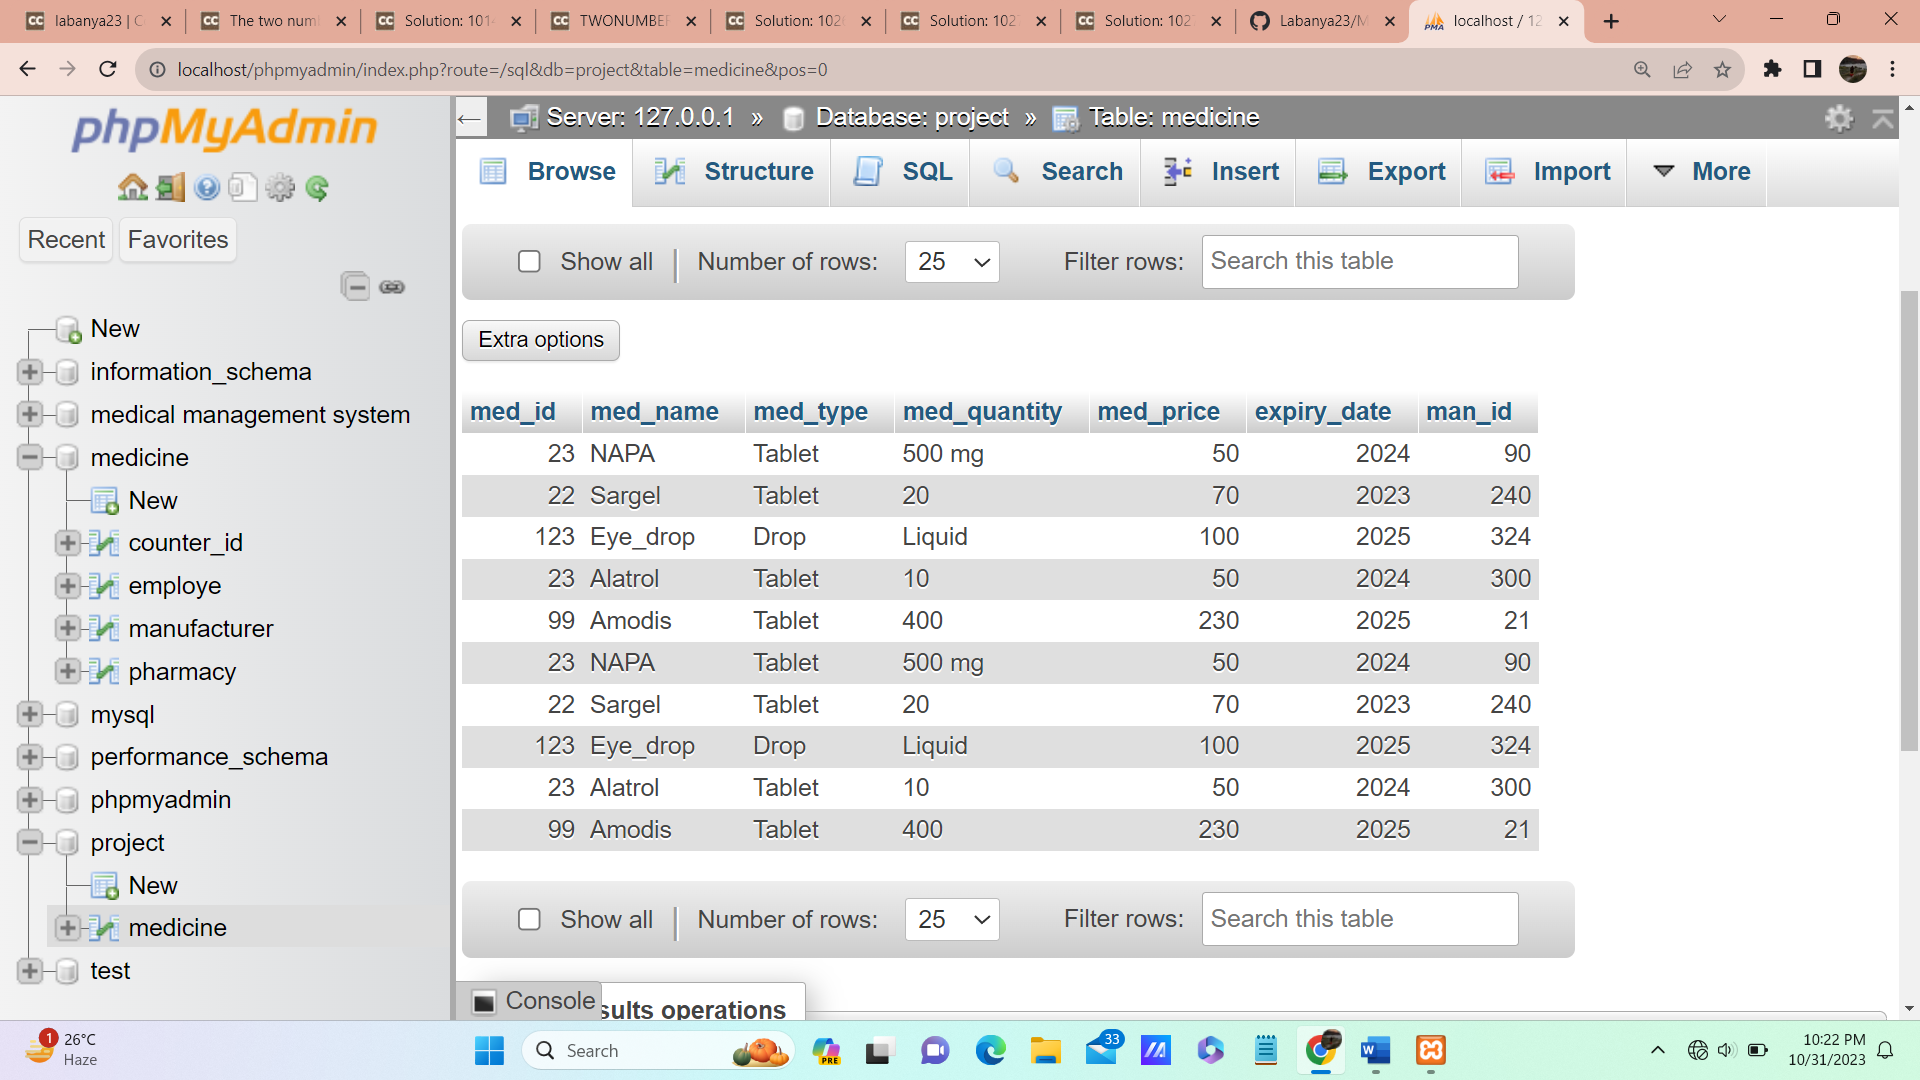 labanya23 | C
The two num
Solution: 101
TWONUMBE
Solution: 102
Solution: 102
Solution: 102
Labanya23/M
localhost / 12
localhost/phpmyadmin/index.php?route=/sql&db=project&table=medicine&pos=0
phpMyAdmin
Recent Favorites
New
information_schema
medical management system
medicine
New
counter_id
employe
manufacturer
pharmacy
mysql
performance_schema
phpmyadmin
project
New
medicine
test
Server: 127.0.0.1 » Database: project » Table: medicine
Browse Structure SQL Search Insert Export Import More
Show all Number of rows: 25 Filter rows: Search this table
Extra options
med_id med_name med_type med_quantity med_price expiry_date man_id
23 NAPA Tablet 500 mg 50 2024 90
22 Sargel Tablet 20 70 2023 240
123 Eye_drop Drop Liquid 100 2025 324
23 Alatrol Tablet 10 50 2024 300
99 Amodis Tablet 400 230 2025 21
23 NAPA Tablet 500 mg 50 2024 90
22 Sargel Tablet 20 70 2023 240
123 Eye_drop Drop Liquid 100 2025 324
23 Alatrol Tablet 10 50 2024 300
99 Amodis Tablet 400 230 2025 21
Show all Number of rows: 25 Filter rows: Search this table
Console sults operations
1
26°C
Haze
Search
PRE
33
10:22 PM
10/31/2023